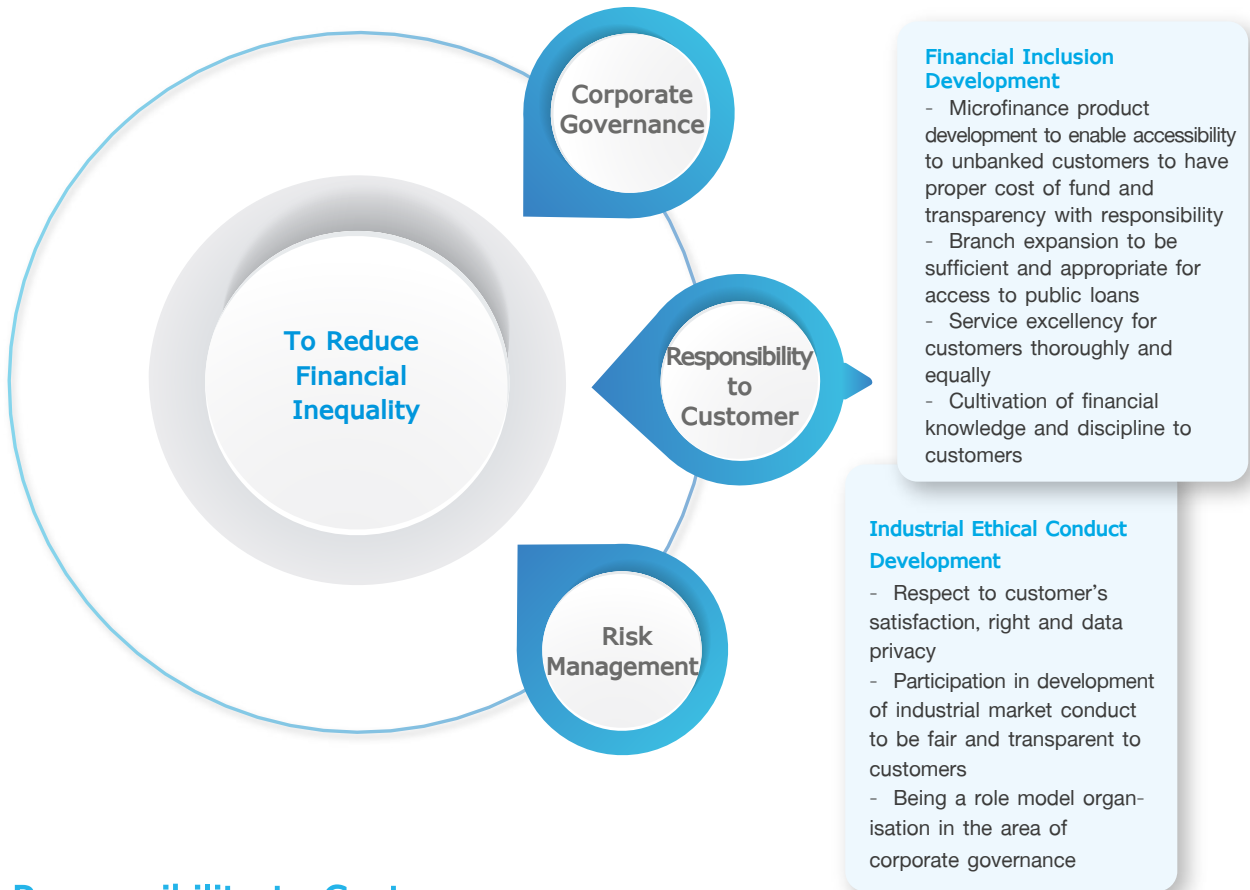 Corporate
Governance
To Reduce
Financial
Inequality
Responsibility
to
Customer
Risk
Management
Financial Inclusion
Development
- Microfinance product
development to enable accessibility
to unbanked customers to have
proper cost of fund and
transparency with responsibility
- Branch expansion to be
sufficient and appropriate for
access to public loans
- Service excellency for
customers thoroughly and
equally
- Cultivation of financial
knowledge and discipline to
customers
Industrial Ethical Conduct
Development
- Respect to customer's
satisfaction, right and data
privacy
- Participation in development
of industrial market conduct
to be fair and transparent to
customers
- Being a role model organ-
isation in the area of
corporate governance